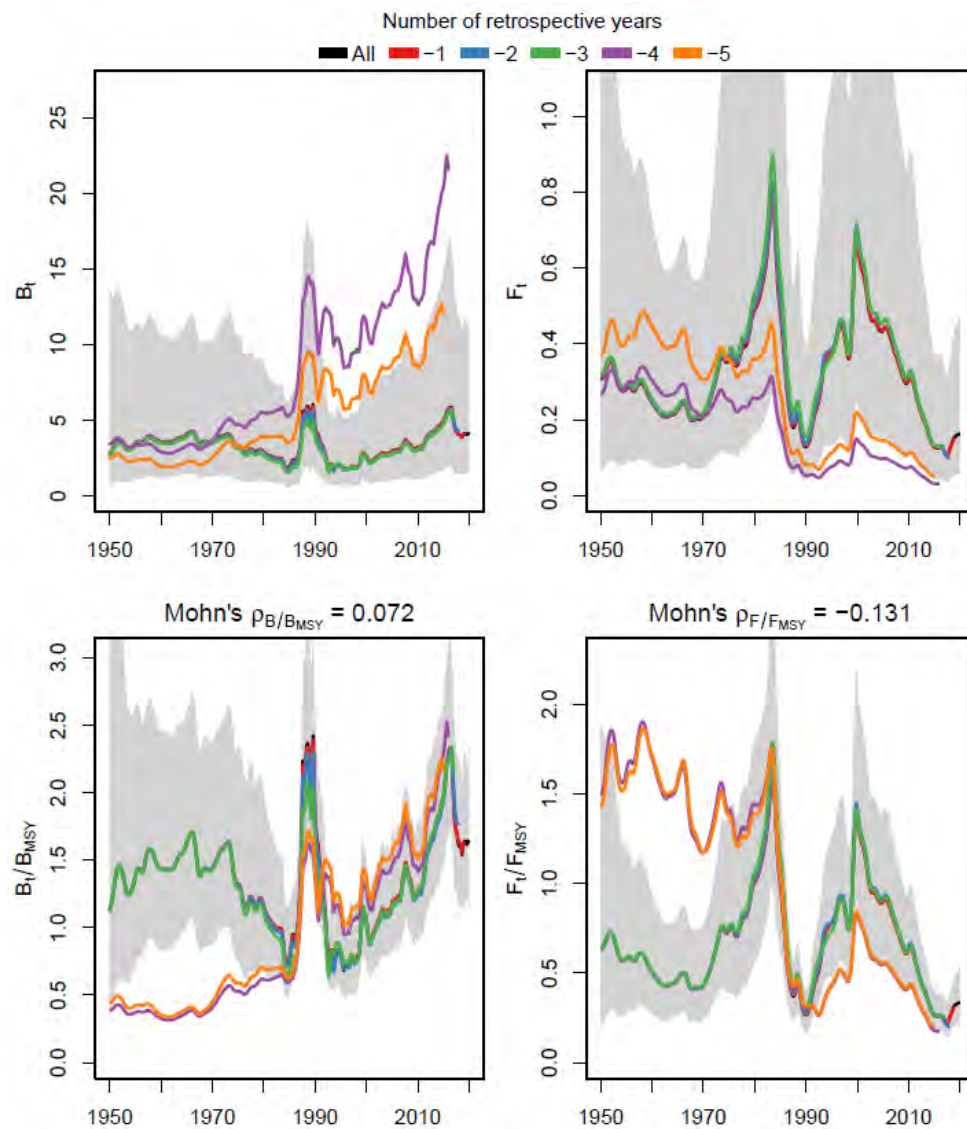 Number of retrospective years
All −1 −2 −3 −4 −5
Bt
0 5 10 15 20 25
1950 1970 1990 2010
Ft
0.0 0.2 0.4 0.6 0.8 1.0
1950 1970 1990 2010
Mohn's ρB/BMSY = 0.072
Bt/BMSY
0.0 0.5 1.0 1.5 2.0 2.5 3.0
1950 1970 1990 2010
Mohn's ρF/FMSY = −0.131
Ft/FMSY
0.0 0.5 1.0 1.5 2.0
1950 1970 1990 2010